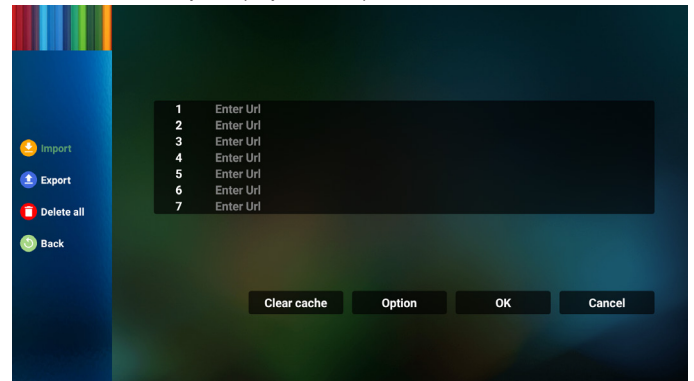 Import
Export
Delete all
Back
1 Enter Url
2 Enter Url
3 Enter Url
4 Enter Url
5 Enter Url
6 Enter Url
7 Enter Url
Clear cache Option OK Cancel